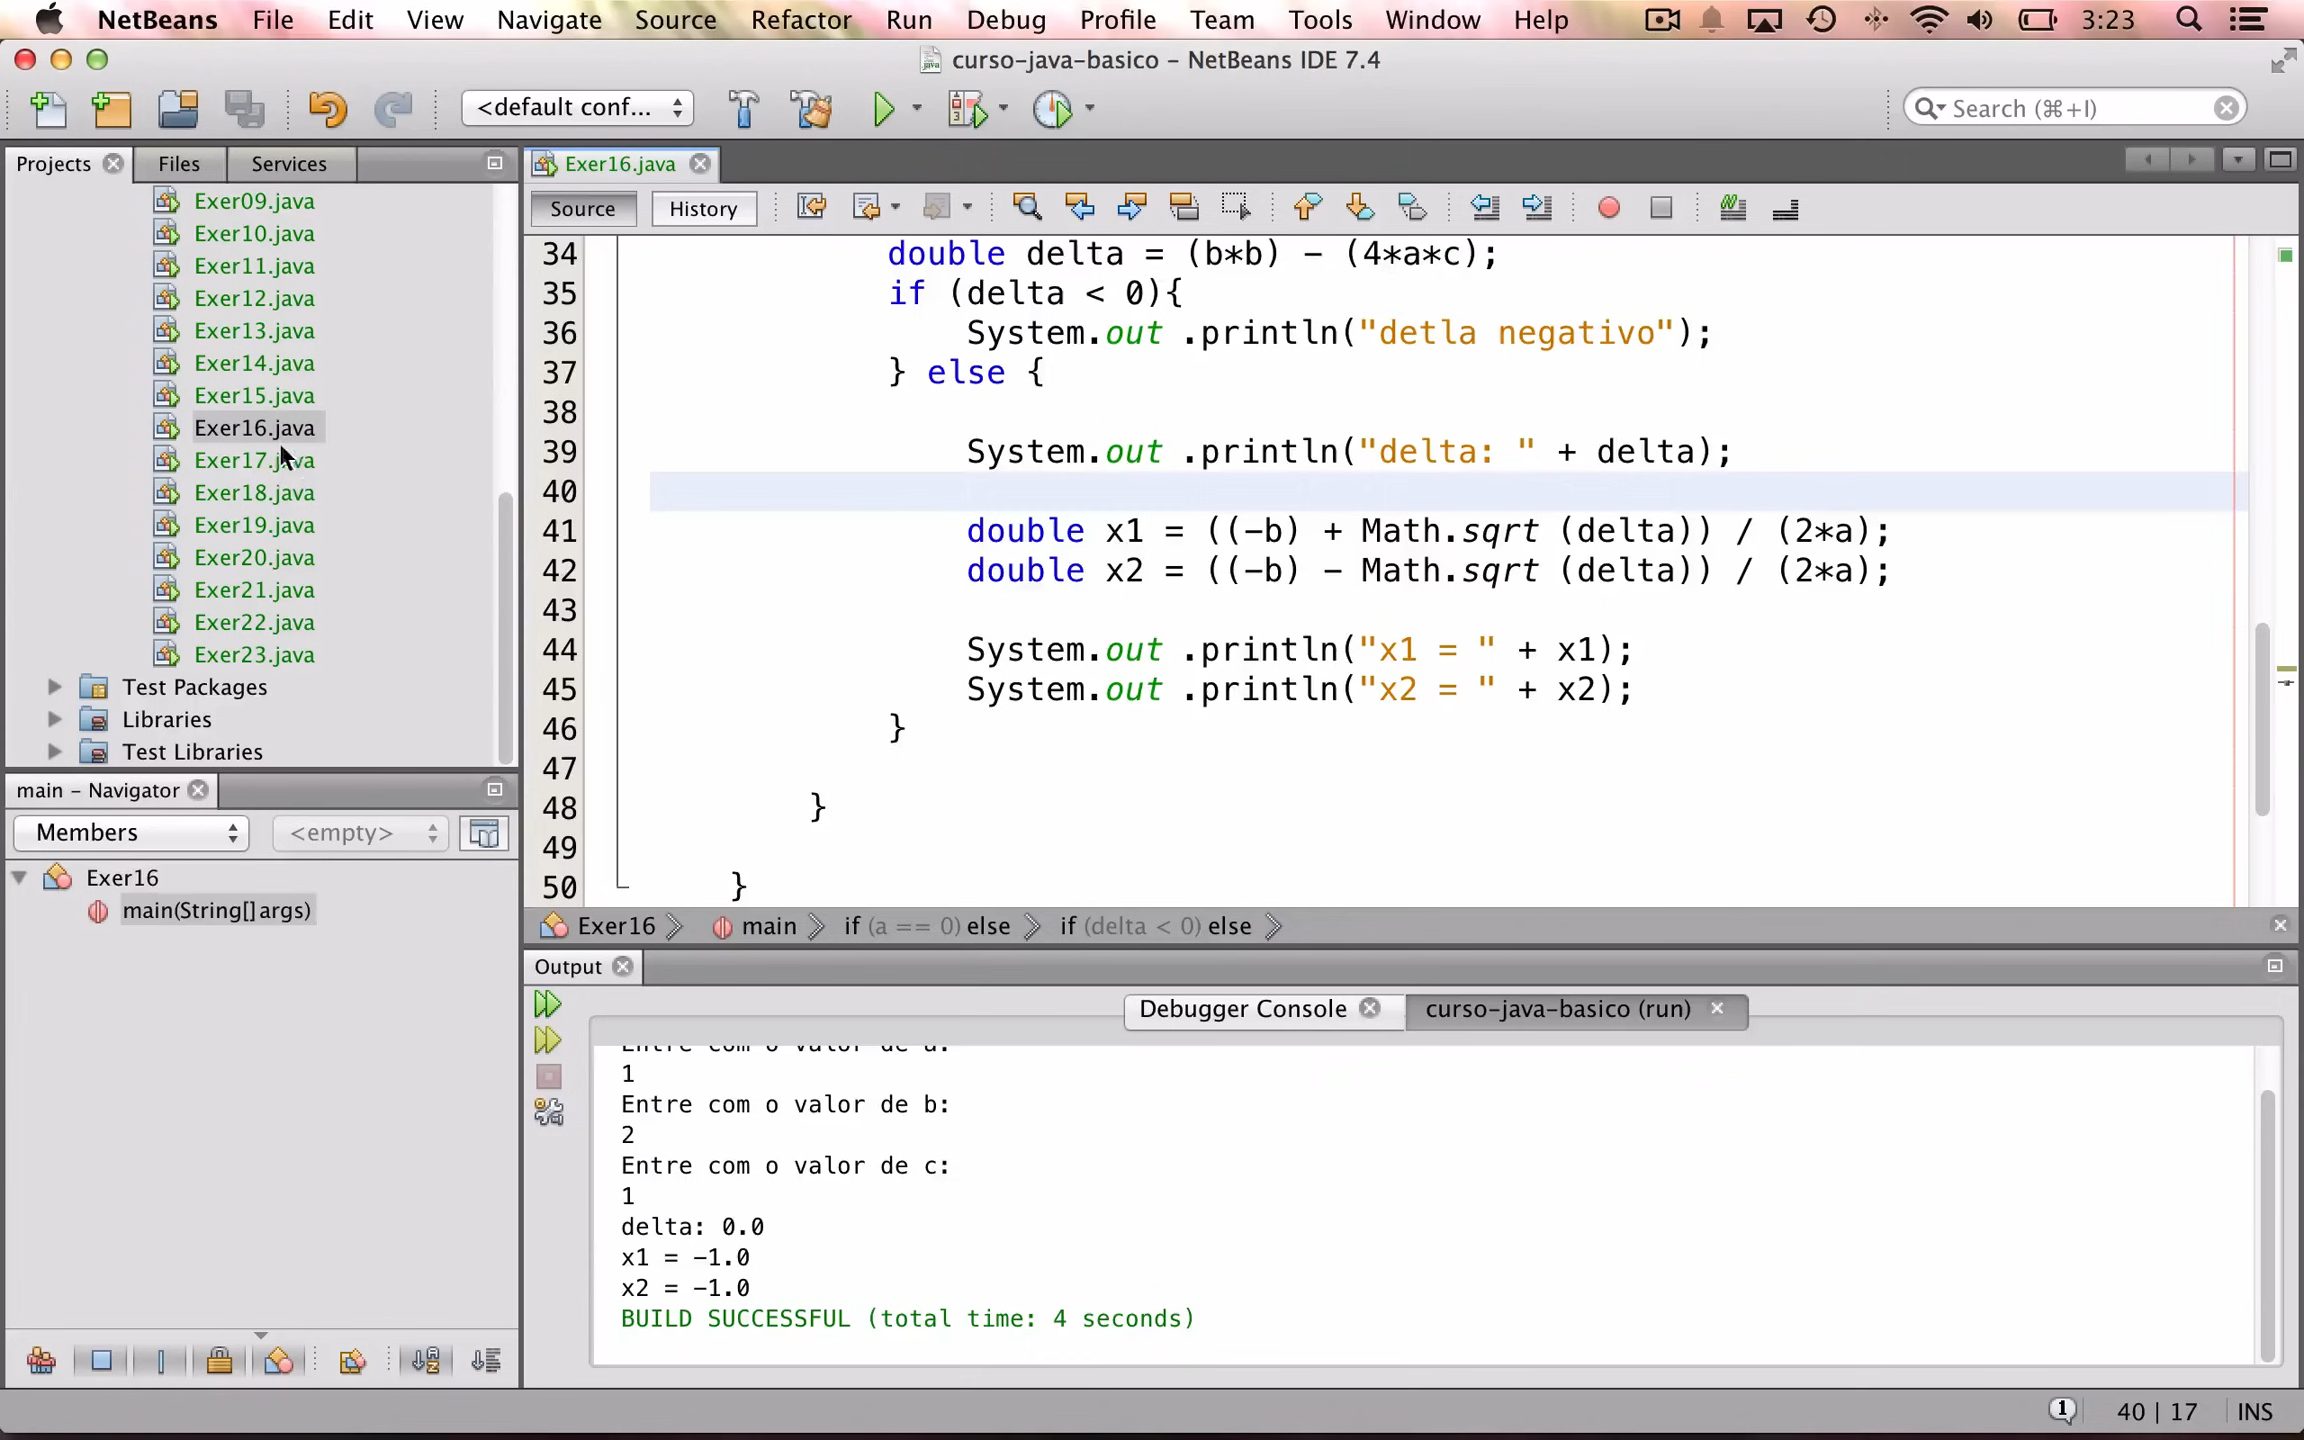 NetBeans File Edit View Navigate Source Refactor Run Debug Profile Team Tools Window Help 3:23
curso-java-basico - NetBeans IDE 7.4
<default conf... Search (⌘+I)
Projects Files Services
Exer09.java
Exer10.java
Exer11.java
Exer12.java
Exer13.java
Exer14.java
Exer15.java
Exer16.java
Exer17.java
Exer18.java
Exer19.java
Exer20.java
Exer21.java
Exer22.java
Exer23.java
Test Packages
Libraries
Test Libraries
main - Navigator
Members <empty>
Exer16
main(String[] args)
Exer16.java
Source History
34 double delta = (b*b) - (4*a*c);
35 if (delta < 0){
36 System.out .println("detla negativo");
37 } else {
38
39 System.out .println("delta: " + delta);
40
41 double x1 = ((-b) + Math.sqrt (delta)) / (2*a);
42 double x2 = ((-b) - Math.sqrt (delta)) / (2*a);
43
44 System.out .println("x1 = " + x1);
45 System.out .println("x2 = " + x2);
46 }
47
48 }
49
50 }
Exer16 main if (a == 0) else if (delta < 0) else
Output
Debugger Console curso-java-basico (run)
Entre com o valor de a:
1
Entre com o valor de b:
2
Entre com o valor de c:
1
delta: 0.0
x1 = -1.0
x2 = -1.0
BUILD SUCCESSFUL (total time: 4 seconds)
1 40 | 17 INS